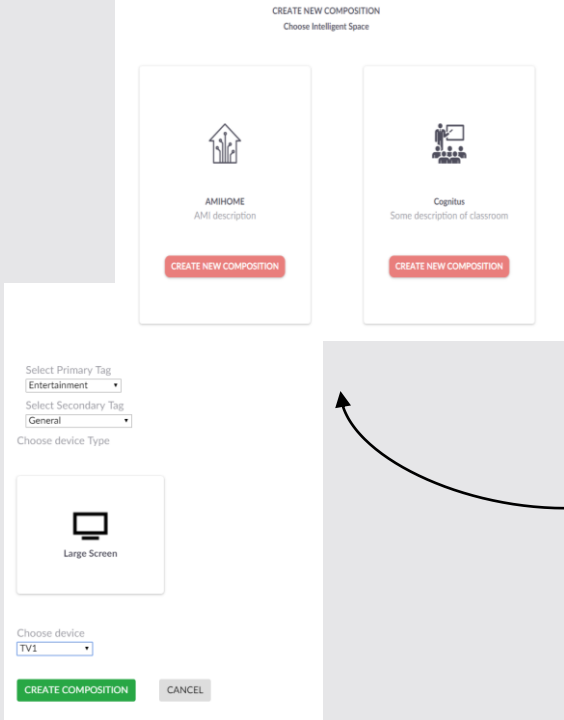 CREATE NEW COMPOSITION
Choose Intelligent Space
AMIHOME
AMI description
CREATE NEW COMPOSITION
Cognitus
Some description of classroom
CREATE NEW COMPOSITION
Select Primary Tag
Entertainment
Select Secondary Tag
General
Choose device Type
Large Screen
Choose device
TV1
CREATE COMPOSITION
CANCEL